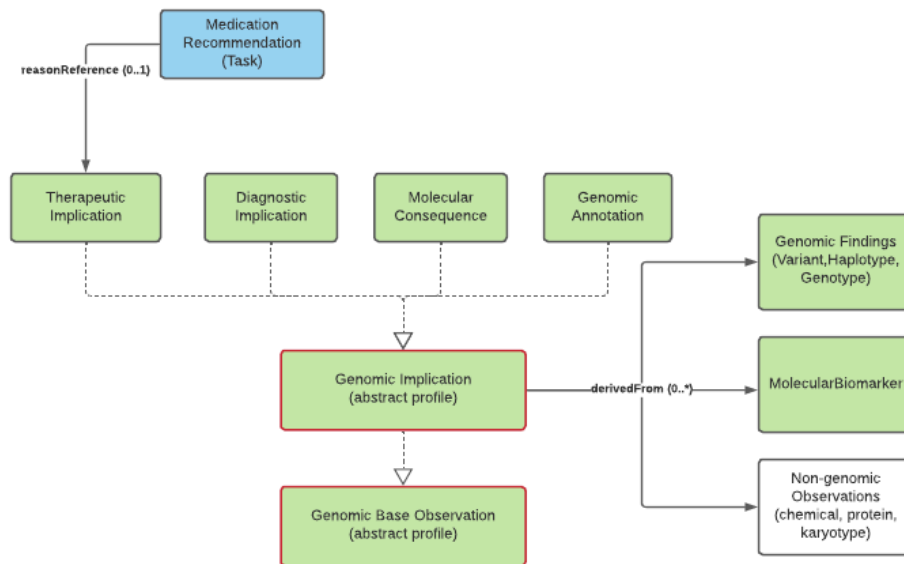 Medication
Recommendation
(Task)
reasonReference (0..1)
Therapeutic
Implication
Diagnostic
Implication
Molecular
Consequence
Genomic
Annotation
Genomic Findings
(Variant,Haplotype,
Genotype)
Genomic Implication
(abstract profile)
derivedFrom (0..*)
MolecularBiomarker
Non-genomic
Observations
(chemical, protein,
karyotype)
Genomic Base Observation
(abstract profile)